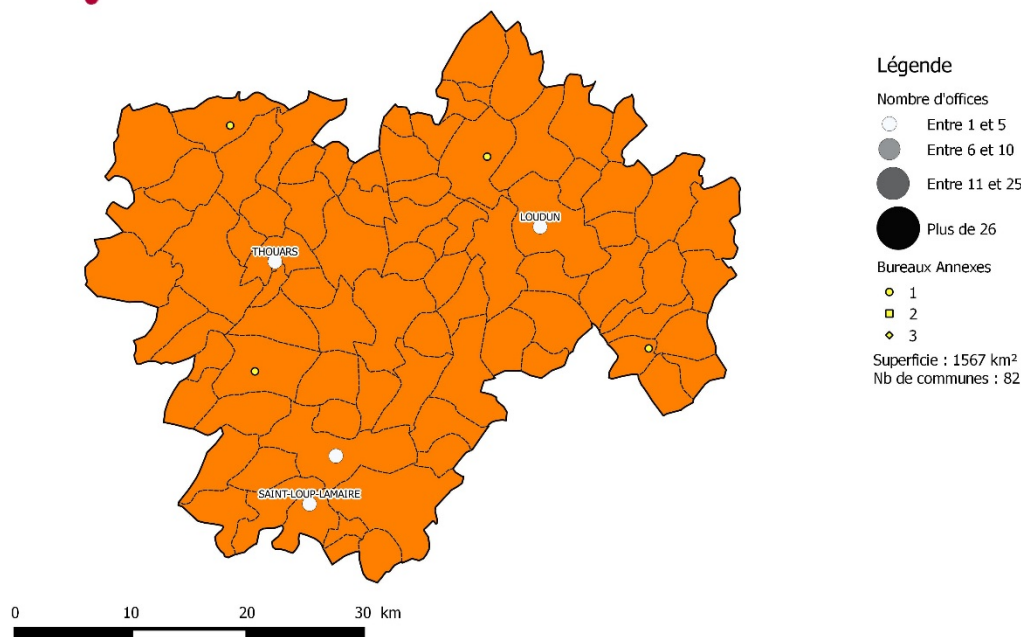 Légende
Nombre d'offices
Entre 1 et 5
Entre 6 et 10
Entre 11 et 25
Plus de 26
Bureaux Annexes
1
2
3
Superficie : 1567 km²
Nb de communes : 82
LOUDUN
THOUARS
SAINT-LOUP-LAMAIRE
0 10 20 30 km